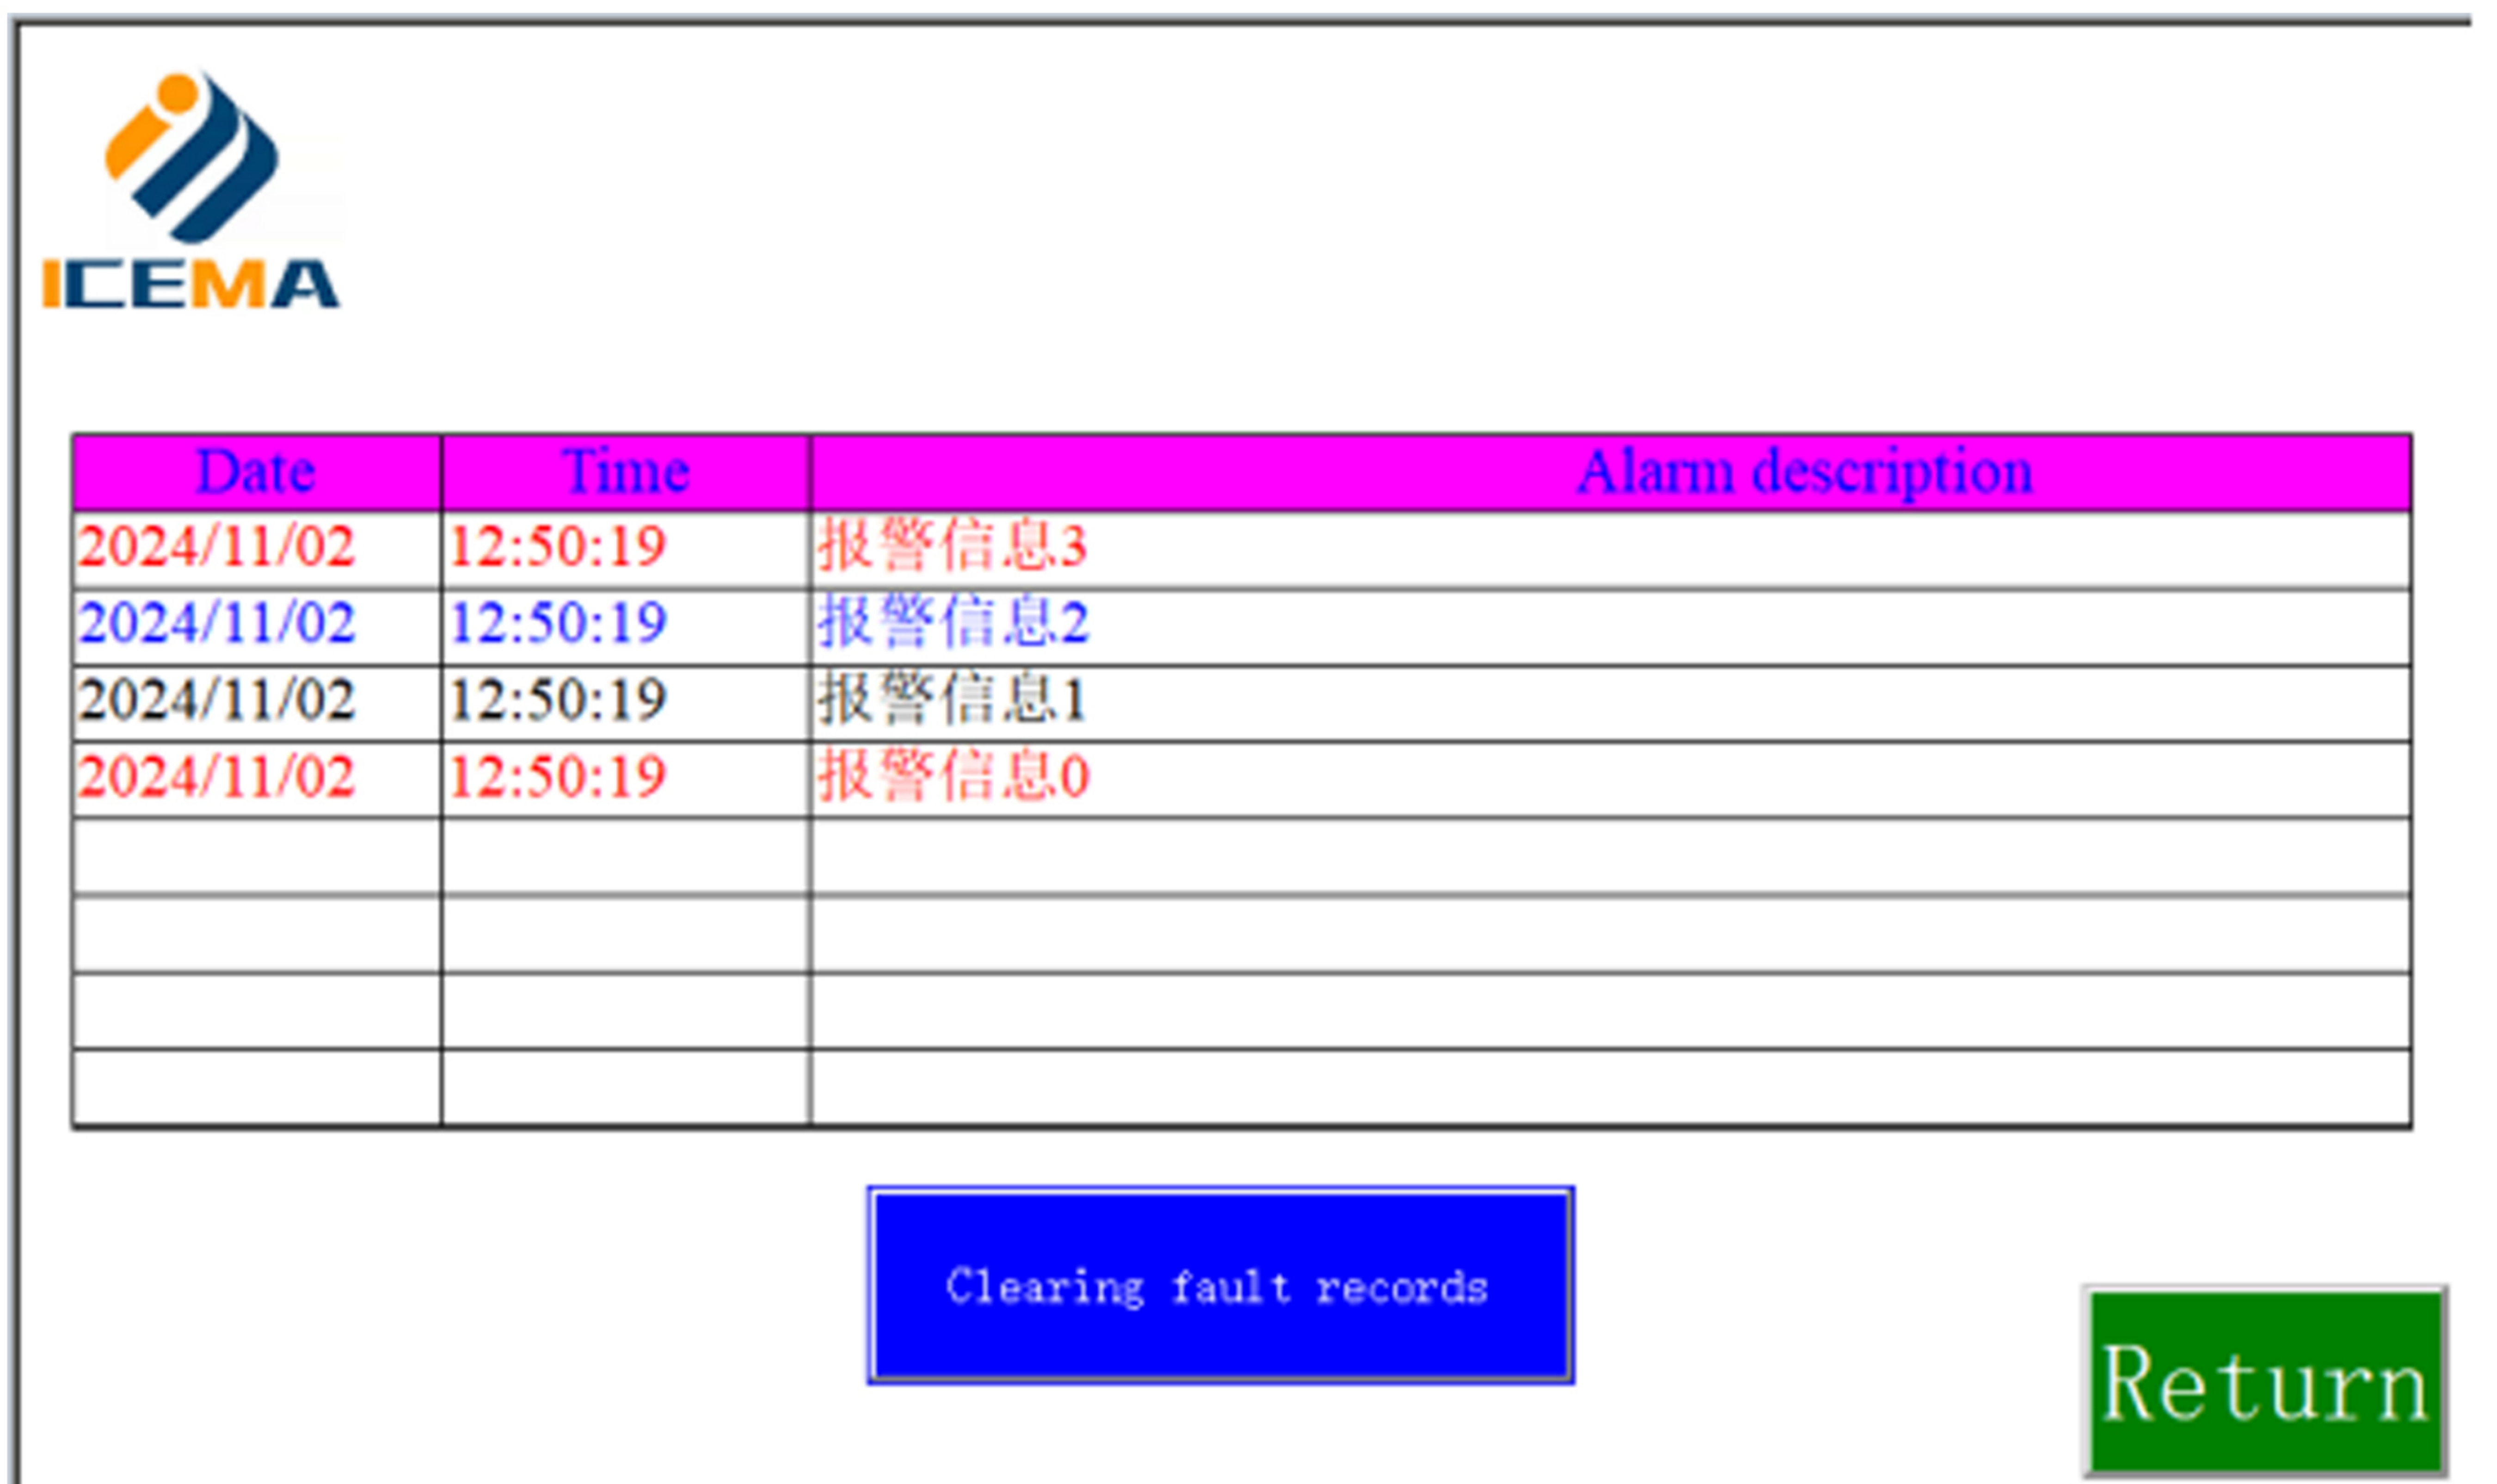 ICEMA
Date Time Alarm description
2024/11/02 12:50:19 报警信息3
2024/11/02 12:50:19 报警信息2
2024/11/02 12:50:19 报警信息1
2024/11/02 12:50:19 报警信息0
Clearing fault records
Return